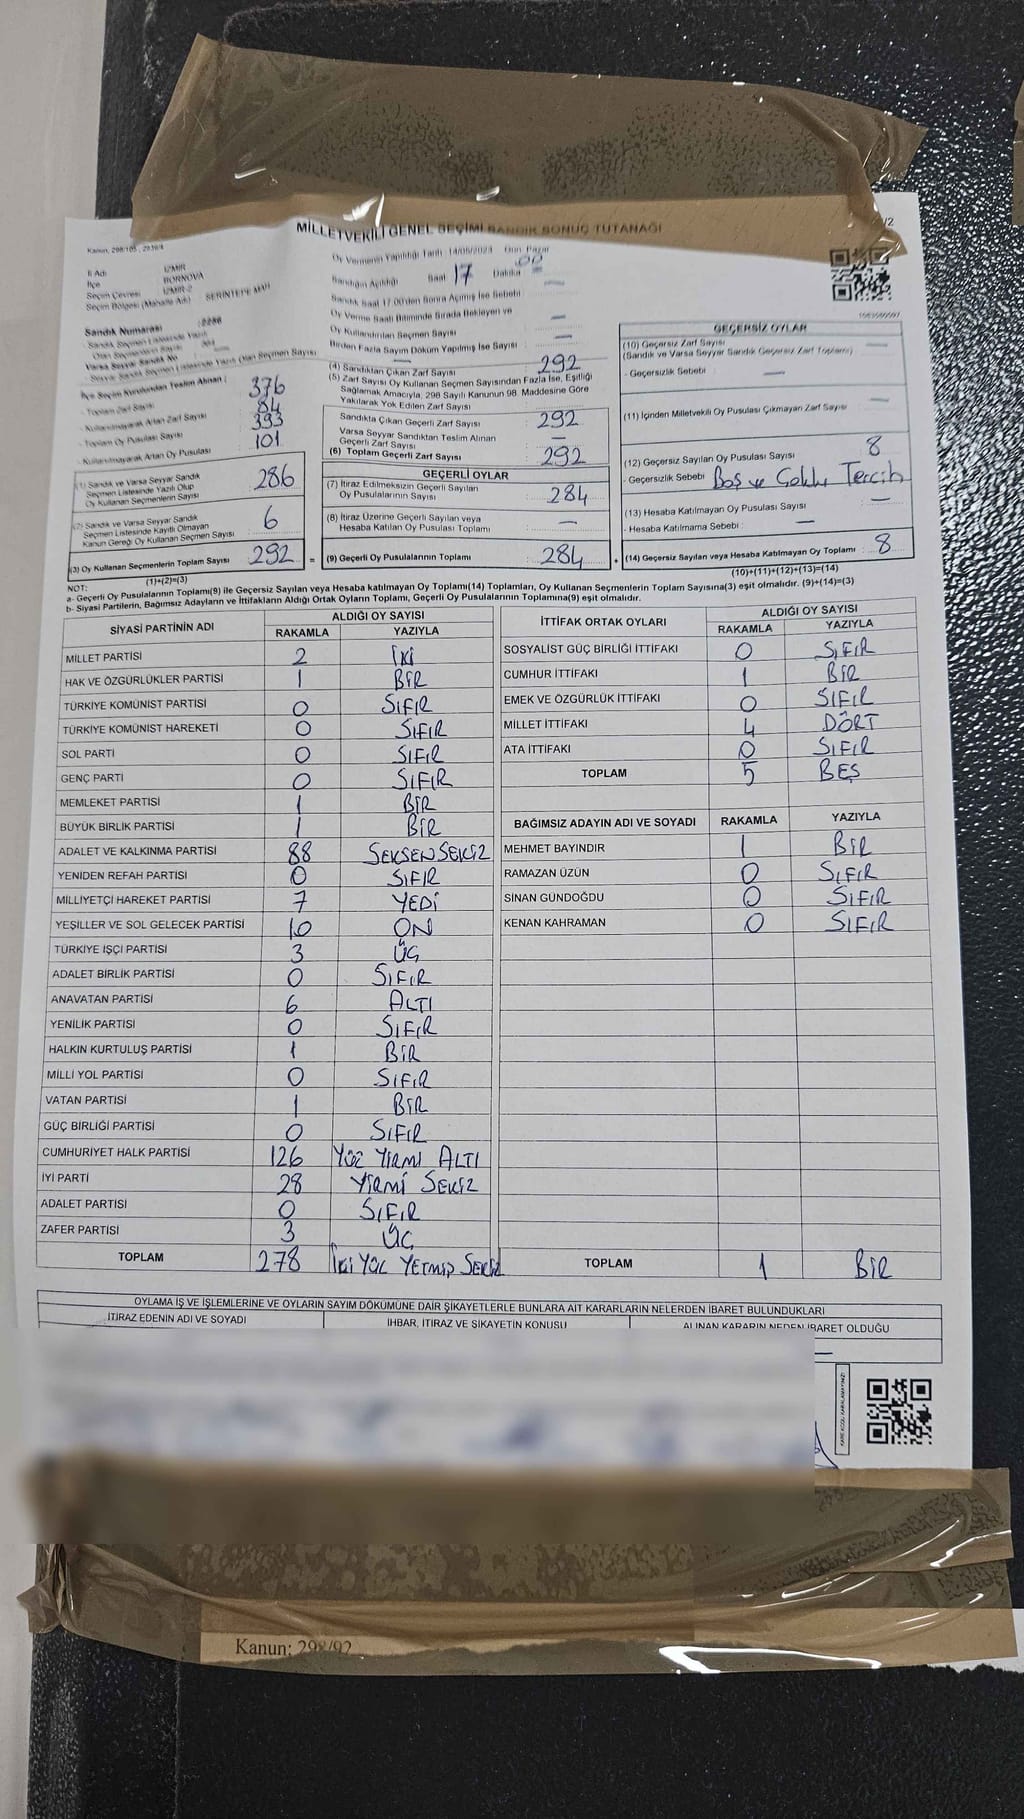 MİLLETVEKİLİ GENEL SEÇİMİ SANDIK SONUÇ TUTANAĞI
/2
İl Adı İZMİR
İlçe BORNOVA
Seçim Çevresi İZMİR-2
Seçim Bölgesi (Mahalle Adı) SERİNTEPE MAH
Sandık Numarası : 2286
Oy Vermenin Yapıldığı Tarih : 14/05/2023 Gün Pazar
Sandığın Açıldığı Saat 17 Dakika 00
Sandık Saat 17.00'den Sonra Açılmış İse Sebebi —
Oy Verme Saati Bitiminde Sırada Bekleyen ve
Oy Kullandırılan Seçmen Sayısı —
Birden Fazla Sayım Döküm Yapılmış İse Sayısı —
(4) Sandıktan Çıkan Zarf Sayısı : 292
(5) Zarf Sayısı Oy Kullanan Seçmen Sayısından Fazla İse, Eşitliği
Sağlamak Amacıyla, 298 Sayılı Kanunun 98. Maddesine Göre
Yakılarak Yok Edilen Zarf Sayısı
İlçe Seçim Kurulundan Teslim Alınan ;
- Toplam Zarf Sayısı 376
- Kullanılmayarak Artan Zarf Sayısı 84
- Toplam Oy Pusulası Sayısı 393
- Kullanılmayarak Artan Oy Pusulası 101
(1) Sandık ve Varsa Seyyar Sandık
Seçmen Listesinde Yazılı Olup
Oy Kullanan Seçmenlerin Sayısı 286
(2) Sandık ve Varsa Seyyar Sandık
Seçmen Listesinde Kayıtlı Olmayan
Kanun Gereği Oy Kullanan Seçmen Sayısı 6
(3) Oy Kullanan Seçmenlerin Toplam Sayısı 292
(1)+(2)=(3)
Sandıkta Çıkan Geçerli Zarf Sayısı : 292
Varsa Seyyar Sandıktan Teslim Alınan
Geçerli Zarf Sayısı : —
(6) Toplam Geçerli Zarf Sayısı : 292
GEÇERLİ OYLAR
(7) İtiraz Edilmeksizin Geçerli Sayılan
Oy Pusulalarının Sayısı : 284
(8) İtiraz Üzerine Geçerli Sayılan veya
Hesaba Katılan Oy Pusulası Toplamı : —
= (9) Geçerli Oy Pusulalarının Toplamı : 284
GEÇERSİZ OYLAR
(10) Geçersiz Zarf Sayısı —
(Sandık ve Varsa Seyyar Sandık Geçersiz Zarf Toplamı)
- Geçersizlik Sebebi : —
(11) İçinden Milletvekili Oy Pusulası Çıkmayan Zarf Sayısı —
(12) Geçersiz Sayılan Oy Pusulası Sayısı : 8
- Geçersizlik Sebebi : Boş ve Çoklu Tercih
(13) Hesaba Katılmayan Oy Pusulası Sayısı —
- Hesaba Katılmama Sebebi : —
+ (14) Geçersiz Sayılan veya Hesaba Katılmayan Oy Toplamı : 8
(10)+(11)+(12)+(13)=(14)
NOT:
a- Geçerli Oy Pusulalarının Toplamı(9) ile Geçersiz Sayılan veya Hesaba katılmayan Oy Toplamı(14) Toplamları, Oy Kullanan Seçmenlerin Toplam Sayısına(3) eşit olmalıdır. (9)+(14)=(3)
b- Siyasi Partilerin, Bağımsız Adayların ve İttifakların Aldığı Ortak Oyların Toplamı, Geçerli Oy Pusulalarının Toplamına(9) eşit olmalıdır.
SİYASİ PARTİNİN ADI ALDIĞI OY SAYISI
RAKAMLA YAZIYLA
MİLLET PARTİSİ 2 İKİ
HAK VE ÖZGÜRLÜKLER PARTİSİ 1 BİR
TÜRKİYE KOMÜNİST PARTİSİ 0 SIFIR
TÜRKİYE KOMÜNİST HAREKETİ 0 SIFIR
SOL PARTİ 0 SIFIR
GENÇ PARTİ 0 SIFIR
MEMLEKET PARTİSİ 1 BİR
BÜYÜK BİRLİK PARTİSİ 1 BİR
ADALET VE KALKINMA PARTİSİ 88 SEKSENSEKİZ
YENİDEN REFAH PARTİSİ 0 SIFIR
MİLLİYETÇİ HAREKET PARTİSİ 7 YEDİ
YEŞİLLER VE SOL GELECEK PARTİSİ 10 ON
TÜRKİYE İŞÇİ PARTİSİ 3 ÜÇ
ADALET BİRLİK PARTİSİ 0 SIFIR
ANAVATAN PARTİSİ 6 ALTI
YENİLİK PARTİSİ 0 SIFIR
HALKIN KURTULUŞ PARTİSİ 1 BİR
MİLLİ YOL PARTİSİ 0 SIFIR
VATAN PARTİSİ 1 BİR
GÜÇ BİRLİĞİ PARTİSİ 0 SIFIR
CUMHURİYET HALK PARTİSİ 126 YÜZ YİRMİ ALTI
İYİ PARTİ 28 YİRMİ SEKİZ
ADALET PARTİSİ 0 SIFIR
ZAFER PARTİSİ 3 ÜÇ
TOPLAM 278 İKİ YÜZ YETMİŞ SEKİZ
İTTİFAK ORTAK OYLARI ALDIĞI OY SAYISI
RAKAMLA YAZIYLA
SOSYALİST GÜÇ BİRLİĞİ İTTİFAKI 0 SIFIR
CUMHUR İTTİFAKI 1 BİR
EMEK VE ÖZGÜRLÜK İTTİFAKI 0 SIFIR
MİLLET İTTİFAKI 4 DÖRT
ATA İTTİFAKI 0 SIFIR
TOPLAM 5 BEŞ
BAĞIMSIZ ADAYIN ADI VE SOYADI RAKAMLA YAZIYLA
MEHMET BAYINDIR 1 BİR
RAMAZAN ÜZÜN 0 SIFIR
SİNAN GÜNDOĞDU 0 SIFIR
KENAN KAHRAMAN 0 SIFIR
TOPLAM 1 BİR
OYLAMA İŞ VE İŞLEMLERİNE VE OYLARIN SAYIM DÖKÜMÜNE DAİR ŞİKAYETLERLE BUNLARA AİT KARARLARIN NELERDEN İBARET BULUNDUKLARI
İTİRAZ EDENİN ADI VE SOYADI İHBAR, İTİRAZ VE ŞİKAYETİN KONUSU ALINAN KARARIN NEDEN İBARET OLDUĞU
KARE KODU KARALAMAYINIZ!
Kanun: 298/92